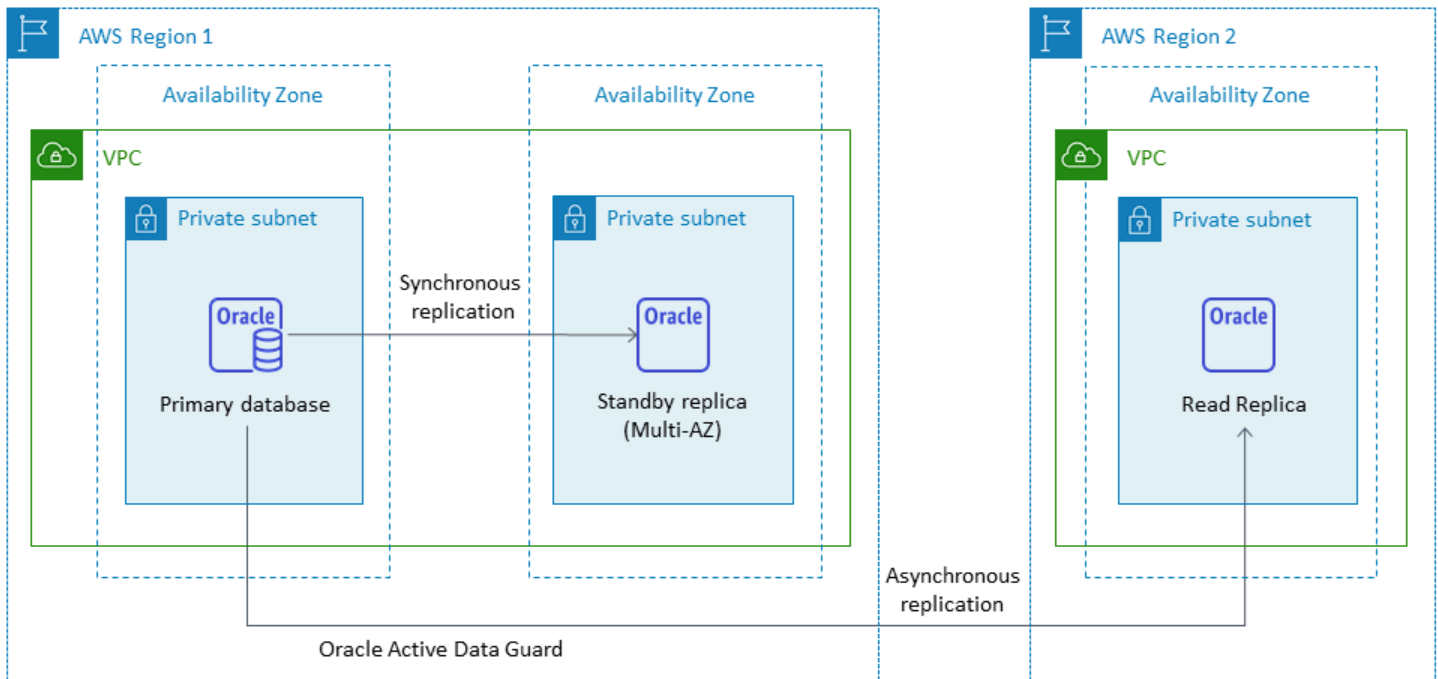 AWS Region 1
AWS Region 2
Availability Zone
Availability Zone
Availability Zone
VPC
VPC
Private subnet
Private subnet
Private subnet
Synchronous
replication
Oracle
Oracle
Oracle
Primary database
Standby replica
(Multi-AZ)
Read Replica
Asynchronous
replication
Oracle Active Data Guard